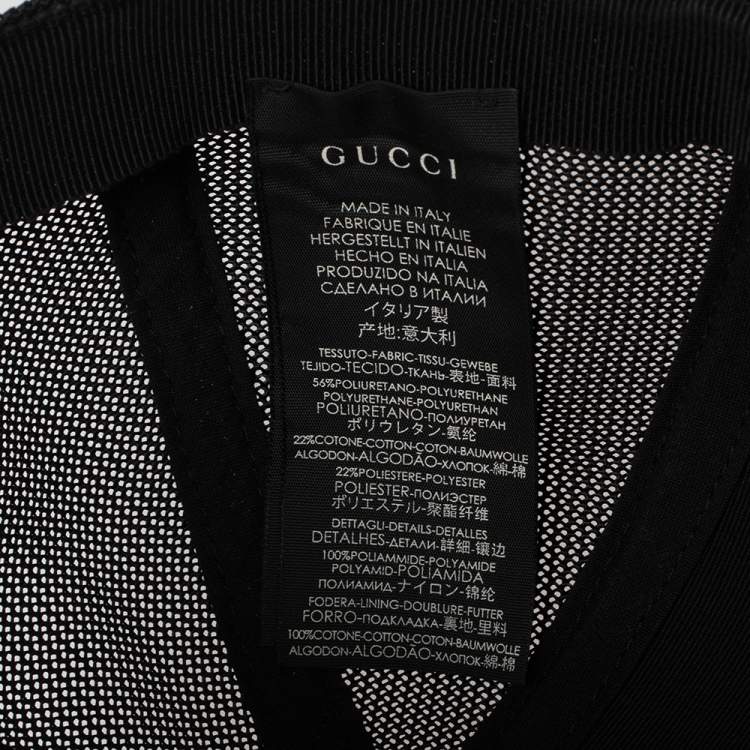 GUCCI
MADE IN ITALY
FABRIQUE EN ITALIE
HERGESTELLT IN ITALIEN
HECHO EN ITALIA
PRODUZIDO NA ITALIA
СДЕЛАНО В ИТАЛИИ
イタリア製
产地:意大利
TESSUTO-FABRIC-TISSU-GEWEBE
TEJIDO-TECIDO-ТКАНЬ-表地-面料
56%POLIURETANO-POLYURETHANE
POLYURETHANE-POLYURETHAN
POLIURETANO-ПОЛИУРЕТАН
ポリウレタン-氨纶
22%COTONE-COTTON-COTON-BAUMWOLLE
ALGODON-ALGODÃO-ХЛОПОК-綿-棉
22%POLIESTERE-POLYESTER
POLIESTER-ПОЛИЭСТЕР
ポリエステル-聚酯纤维
DETTAGLI-DETAILS-DETALLES
DETALHES-ДЕТАЛИ-詳細-镶边
100%POLIAMMIDE-POLYAMIDE
POLYAMID-POLIAMIDA
ПОЛИАМИД-ナイロン-锦纶
FODERA-LINING-DOUBLURE-FUTTER
FORRO-ПОДКЛАДКА-裏地-里料
100%COTONE-COTTON-COTON-BAUMWOLLE
ALGODON-ALGODÃO-ХЛОПОК-綿-棉